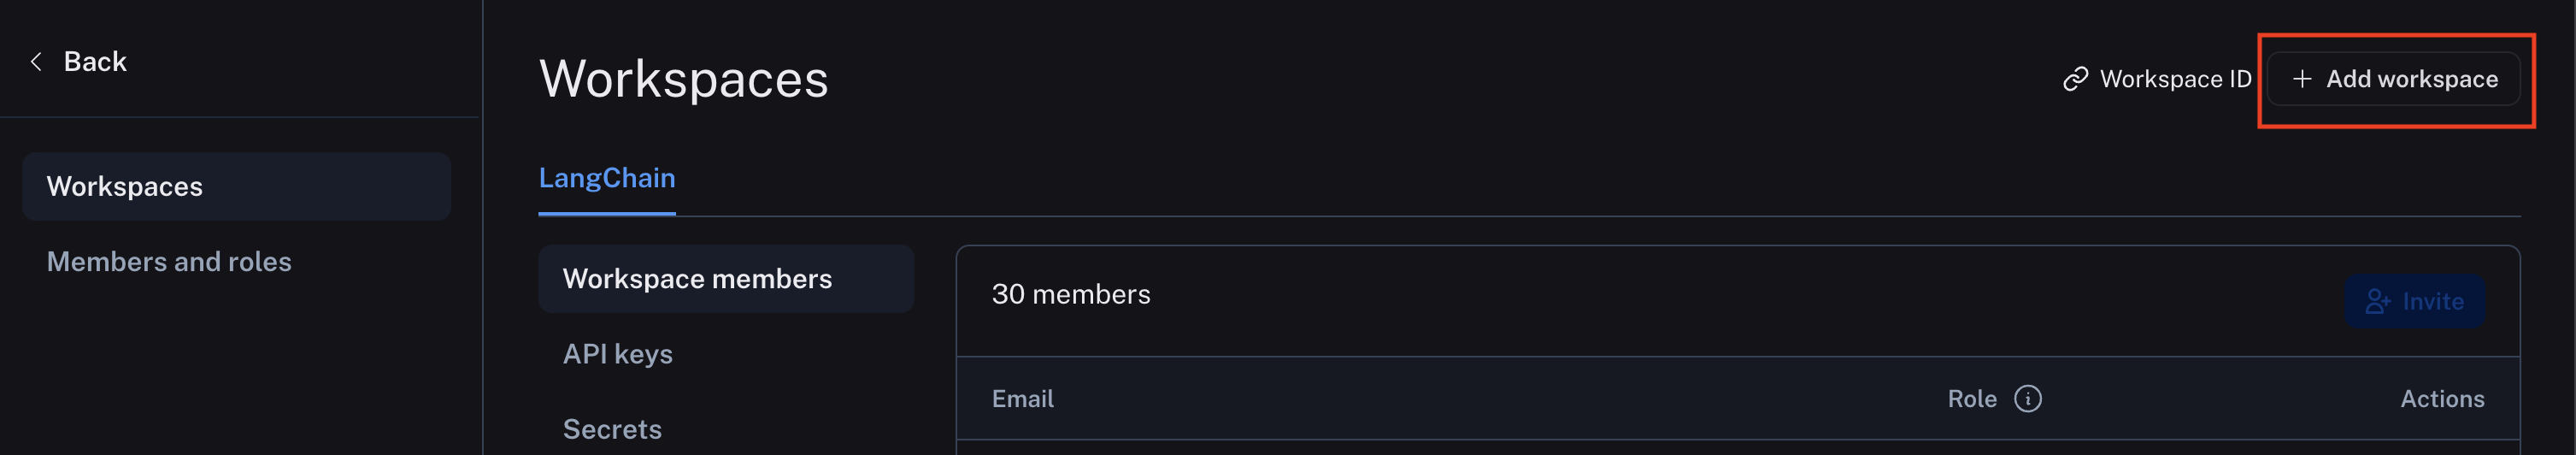 Back
Workspaces
Members and roles
Workspaces
Workspace ID
Add workspace
LangChain
Workspace members
API keys
Secrets
30 members
Invite
Email
Role
Actions